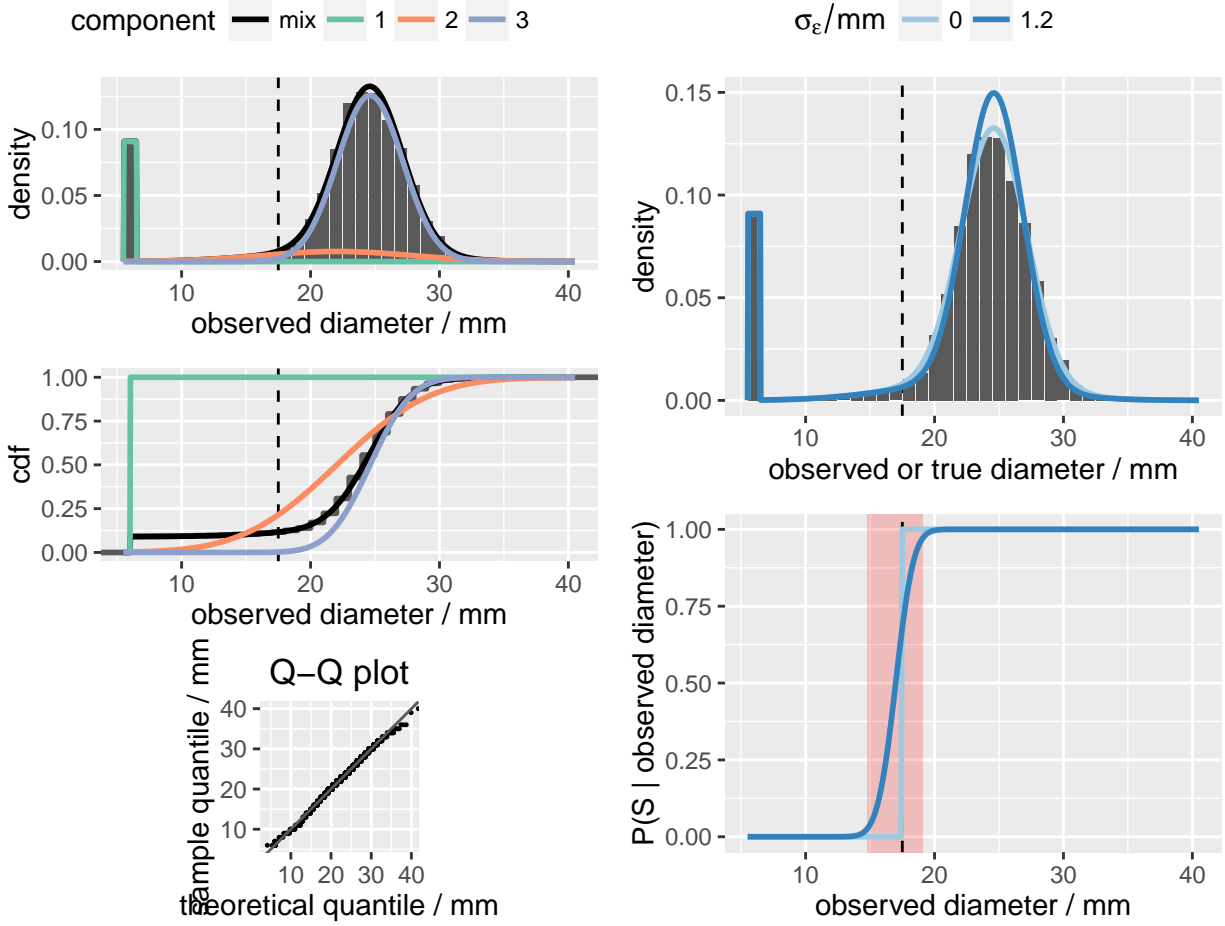 component mix 1 2 3
σε/mm 0 1.2
density
0.10
0.05
0.00
10 20 30 40
observed diameter / mm
cdf
1.00
0.75
0.50
0.25
0.00
10 20 30 40
observed diameter / mm
Q−Q plot
sample quantile / mm
40
30
20
10
10 20 30 40
theoretical quantile / mm
density
0.15
0.10
0.05
0.00
10 20 30 40
observed or true diameter / mm
P(S | observed diameter)
1.00
0.75
0.50
0.25
0.00
10 20 30 40
observed diameter / mm